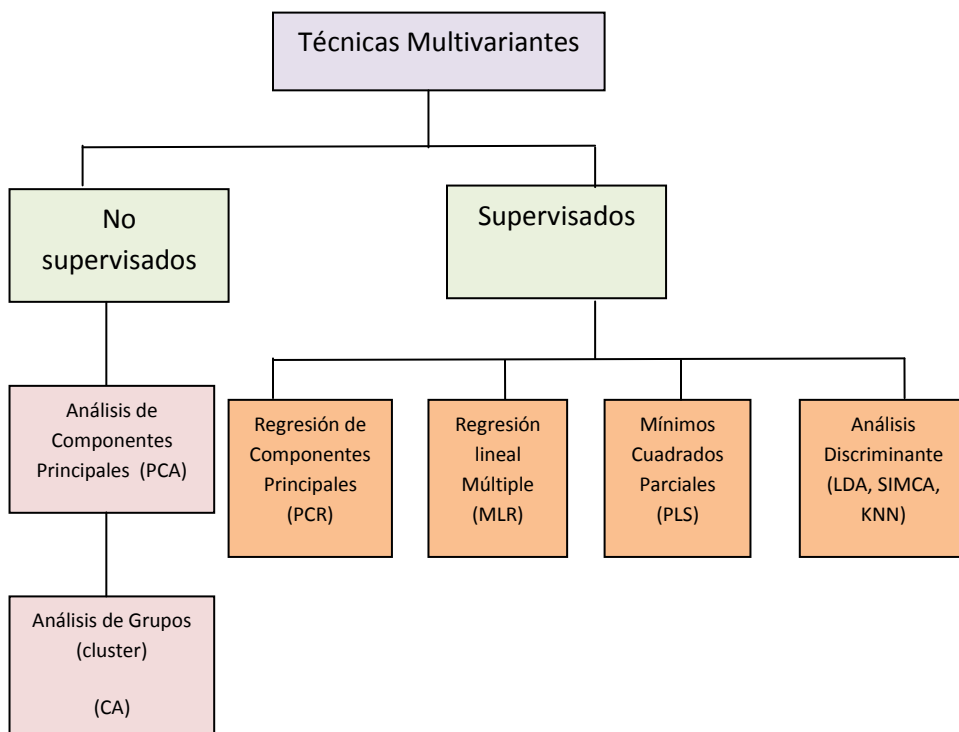 Técnicas Multivariantes
No
supervisados
Supervisados
Análisis de
Componentes
Principales (PCA)
Regresión de
Componentes
Principales
(PCR)
Regresión
lineal
Múltiple
(MLR)
Mínimos
Cuadrados
Parciales
(PLS)
Análisis
Discriminante
(LDA, SIMCA,
KNN)
Análisis de Grupos
(cluster)
(CA)